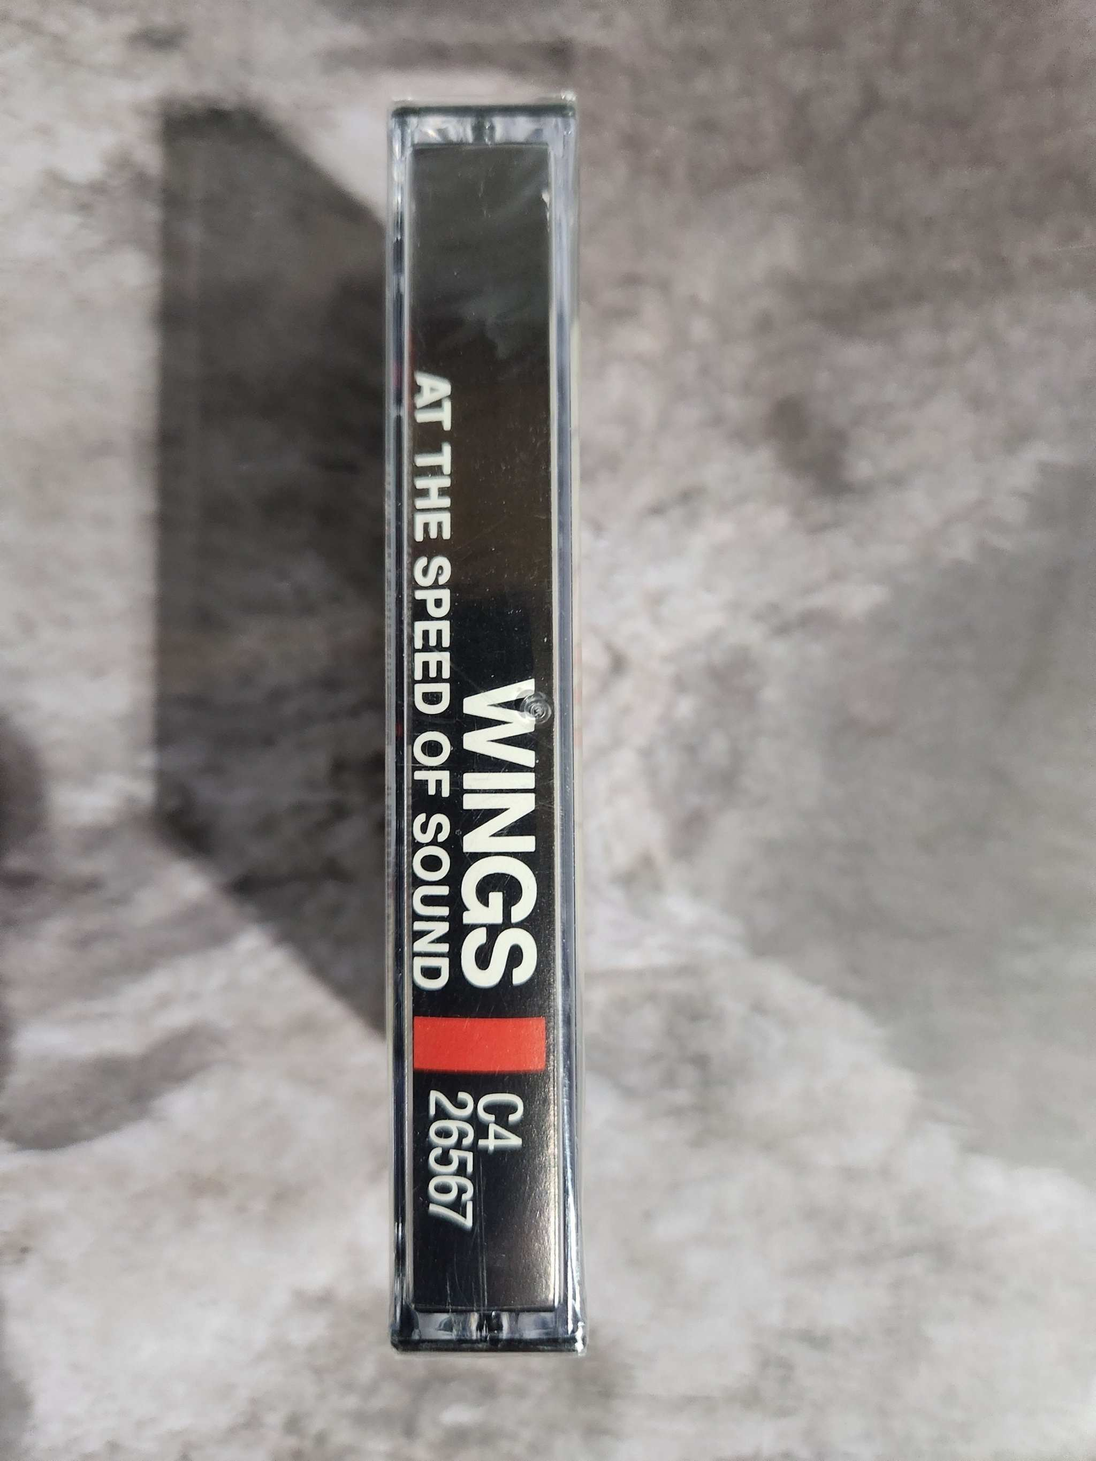 WINGS
AT THE SPEED OF SOUND
C4
26567